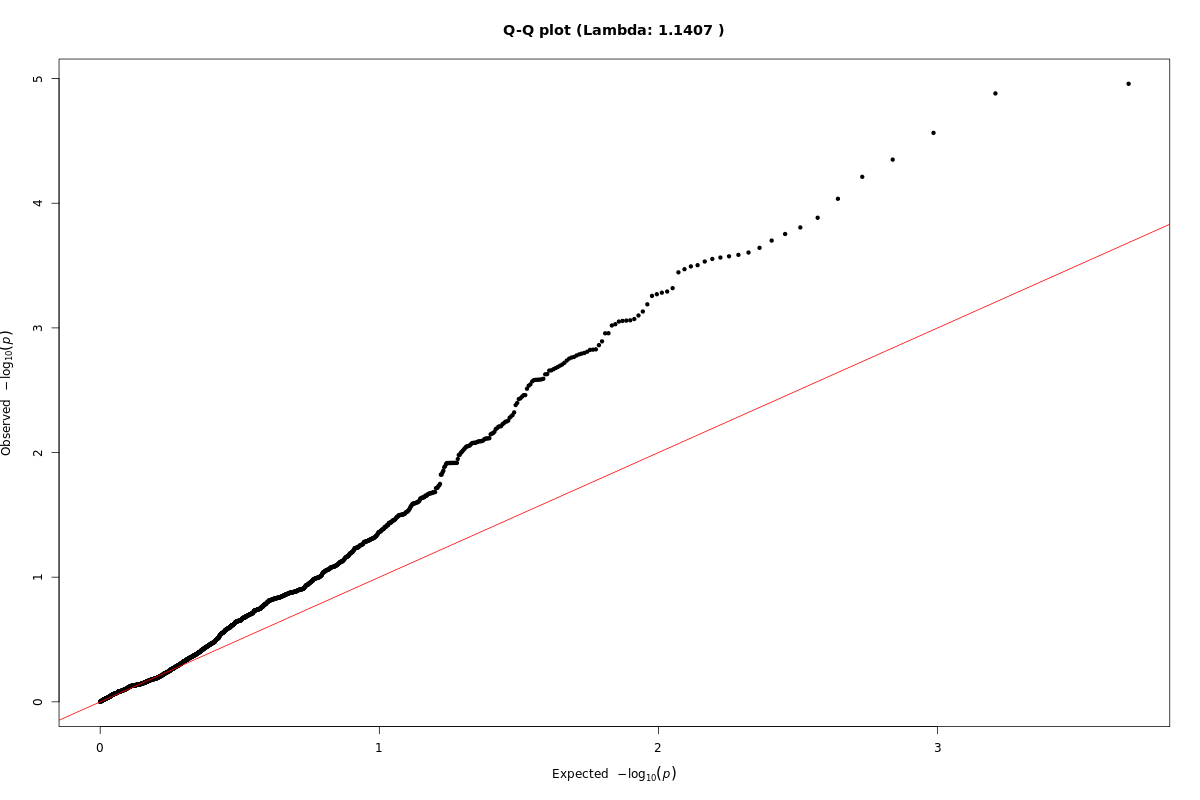 Q-Q plot (Lambda: 1.1407 )
5
4
3
2
1
0
Observed −log10(p)
0 1 2 3
Expected −log10(p)